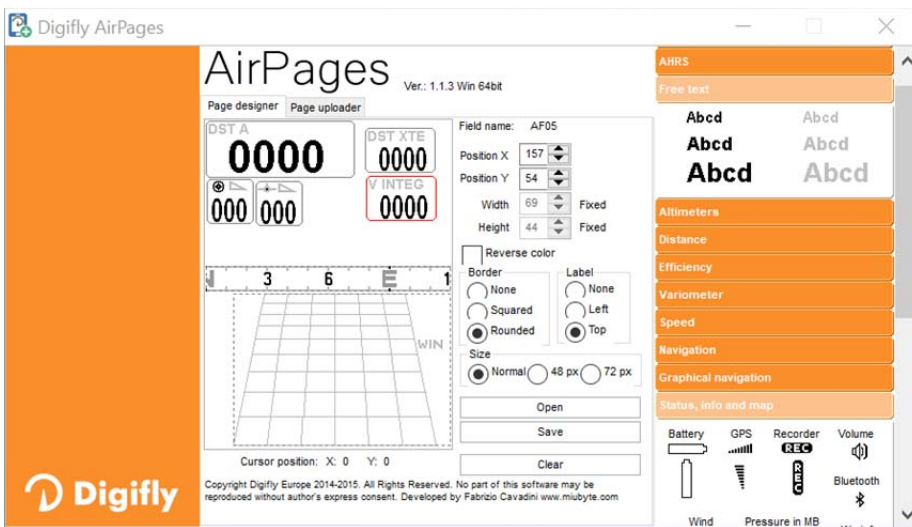 Digifly AirPages
AirPages
Ver.: 1.1.3 Win 64bit
Page designer Page uploader
DST A
0000
DST XTE
0000
000
000
V INTEG
0000
3 6 E 1
WIN
Cursor position: X: 0 Y: 0
Field name: AF05
Position X 157
Position Y 54
Width 69 Fixed
Height 44 Fixed
Reverse color
Border
None
Squared
Rounded
Label
None
Left
Top
Size
Normal 48 px 72 px
Open
Save
Clear
Copyright Digifly Europe 2014-2015. All Rights Reserved. No part of this software may be
reproduced without author's express consent. Developed by Fabrizio Cavadini www.miubyte.com
Digifly
AHRS
Free text
Abcd Abcd
Abcd Abcd
Abcd Abcd
Altimeters
Distance
Efficiency
Variometer
Speed
Navigation
Graphical navigation
Status, info and map
Battery GPS Recorder Volume
REC
REC
Bluetooth
Wind Pressure in MB